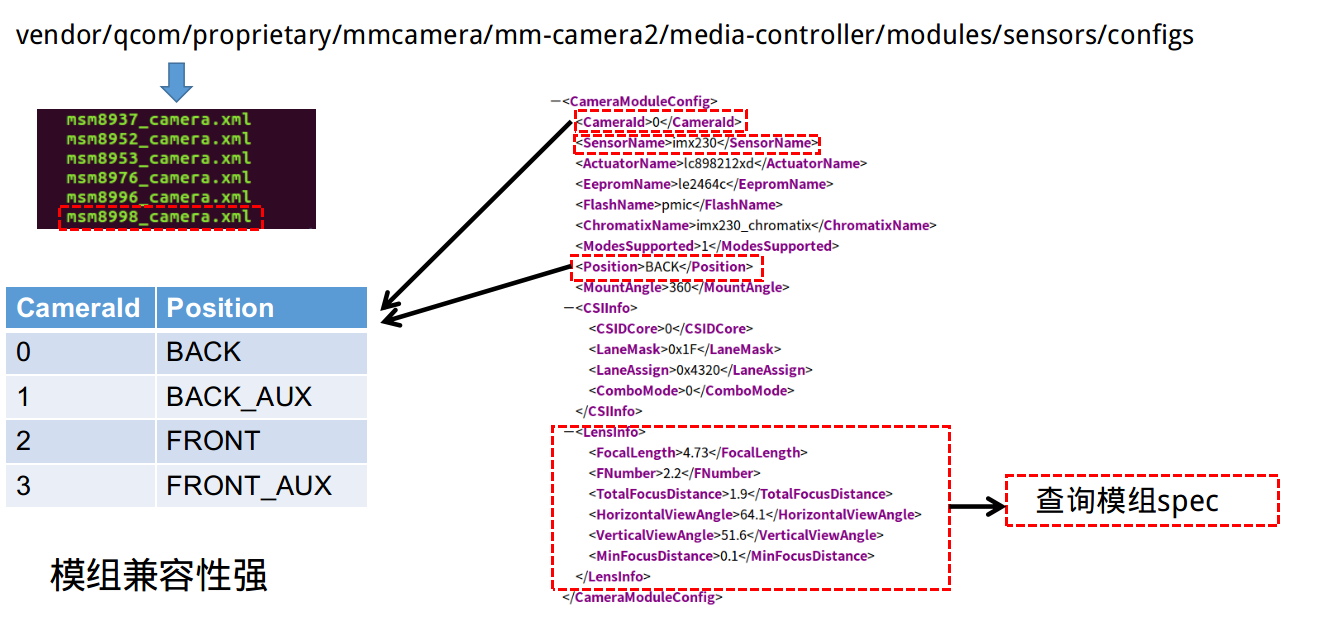 vendor/qcom/proprietary/mmcamera/mm-camera2/media-controller/modules/sensors/configs
msm8937_camera.xml
msm8952_camera.xml
msm8953_camera.xml
msm8976_camera.xml
msm8996_camera.xml
msm8998_camera.xml
CameraId Position
0 BACK
1 BACK_AUX
2 FRONT
3 FRONT_AUX
模组兼容性强
—<CameraModuleConfig>
<CameraId>0</CameraId>
<SensorName>imx230</SensorName>
<ActuatorName>lc898212xd</ActuatorName>
<EepromName>le2464c</EepromName>
<FlashName>pmic</FlashName>
<ChromatixName>imx230_chromatix</ChromatixName>
<ModesSupported>1</ModesSupported>
<Position>BACK</Position>
<MountAngle>360</MountAngle>
—<CSIInfo>
<CSIDCore>0</CSIDCore>
<LaneMask>0x1F</LaneMask>
<LaneAssign>0x4320</LaneAssign>
<ComboMode>0</ComboMode>
</CSIInfo>
—<LensInfo>
<FocalLength>4.73</FocalLength>
<FNumber>2.2</FNumber>
<TotalFocusDistance>1.9</TotalFocusDistance>
<HorizontalViewAngle>64.1</HorizontalViewAngle>
<VerticalViewAngle>51.6</VerticalViewAngle>
<MinFocusDistance>0.1</MinFocusDistance>
</LensInfo>
</CameraModuleConfig>
查询模组spec